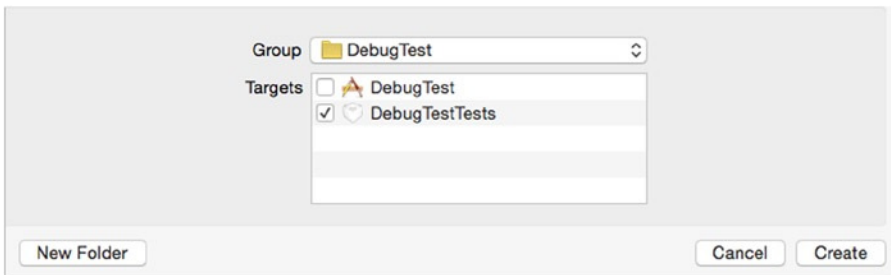 Group DebugTest
Targets DebugTest
DebugTestTests
New Folder Cancel Create